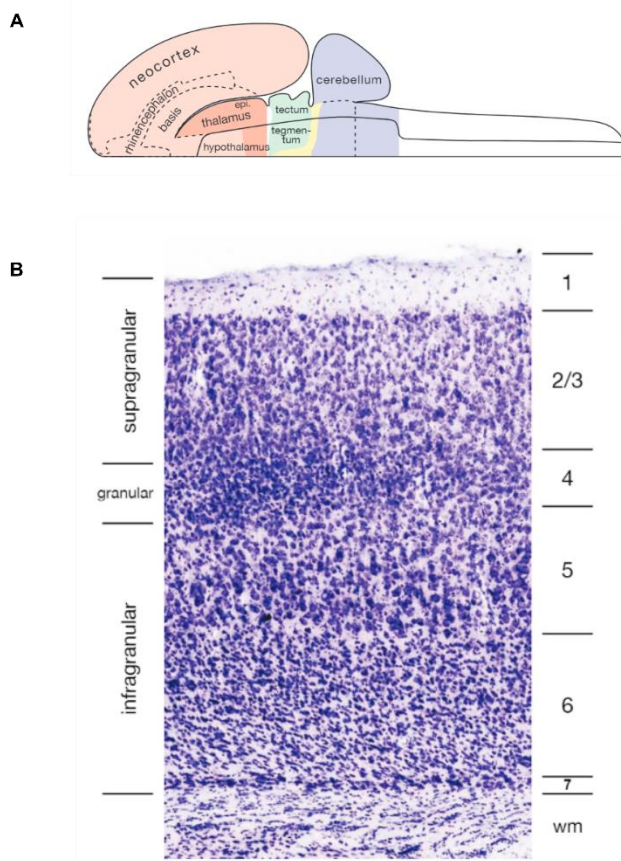 A
neocortex
cerebellum
rhinencephalon
basis
epi.
thalamus
tectum
tegmen-
tum
hypothalamus
B
supragranular
granular
infragranular
1
2/3
4
5
6
7
wm